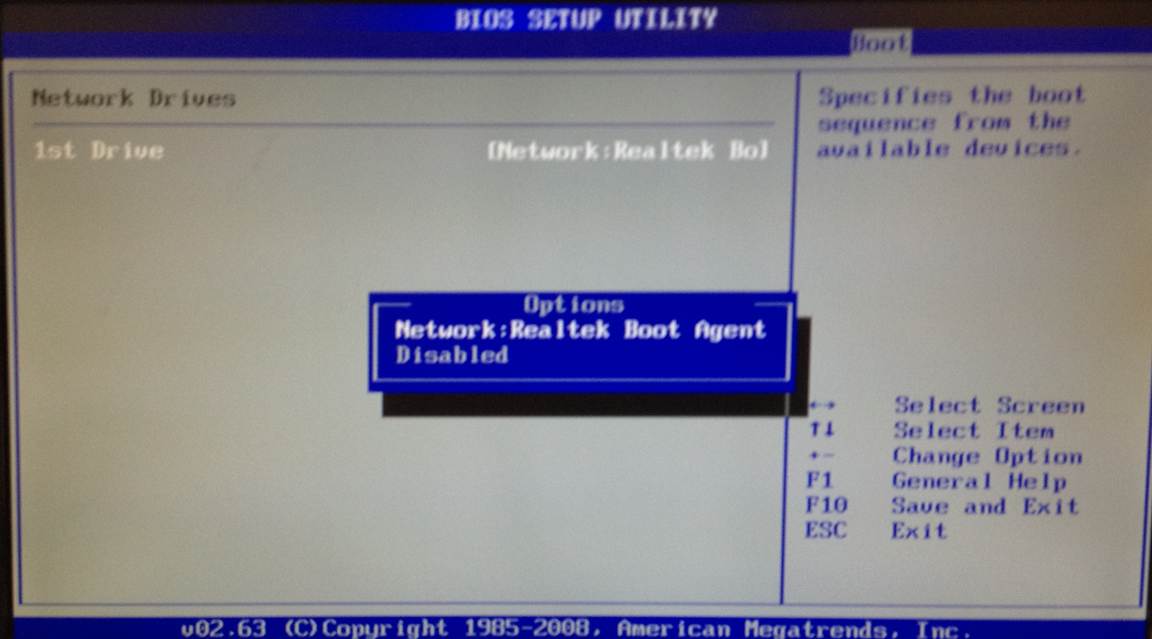 BIOS SETUP UTILITY
Boot
Network Drives
1st Drive [Network:Realtek Bo]
Specifies the boot
sequence from the
available devices.
Options
Network:Realtek Boot Agent
Disabled
←→ Select Screen
↑↓ Select Item
+- Change Option
F1 General Help
F10 Save and Exit
ESC Exit
v02.63 (C)Copyright 1985-2008, American Megatrends, Inc.